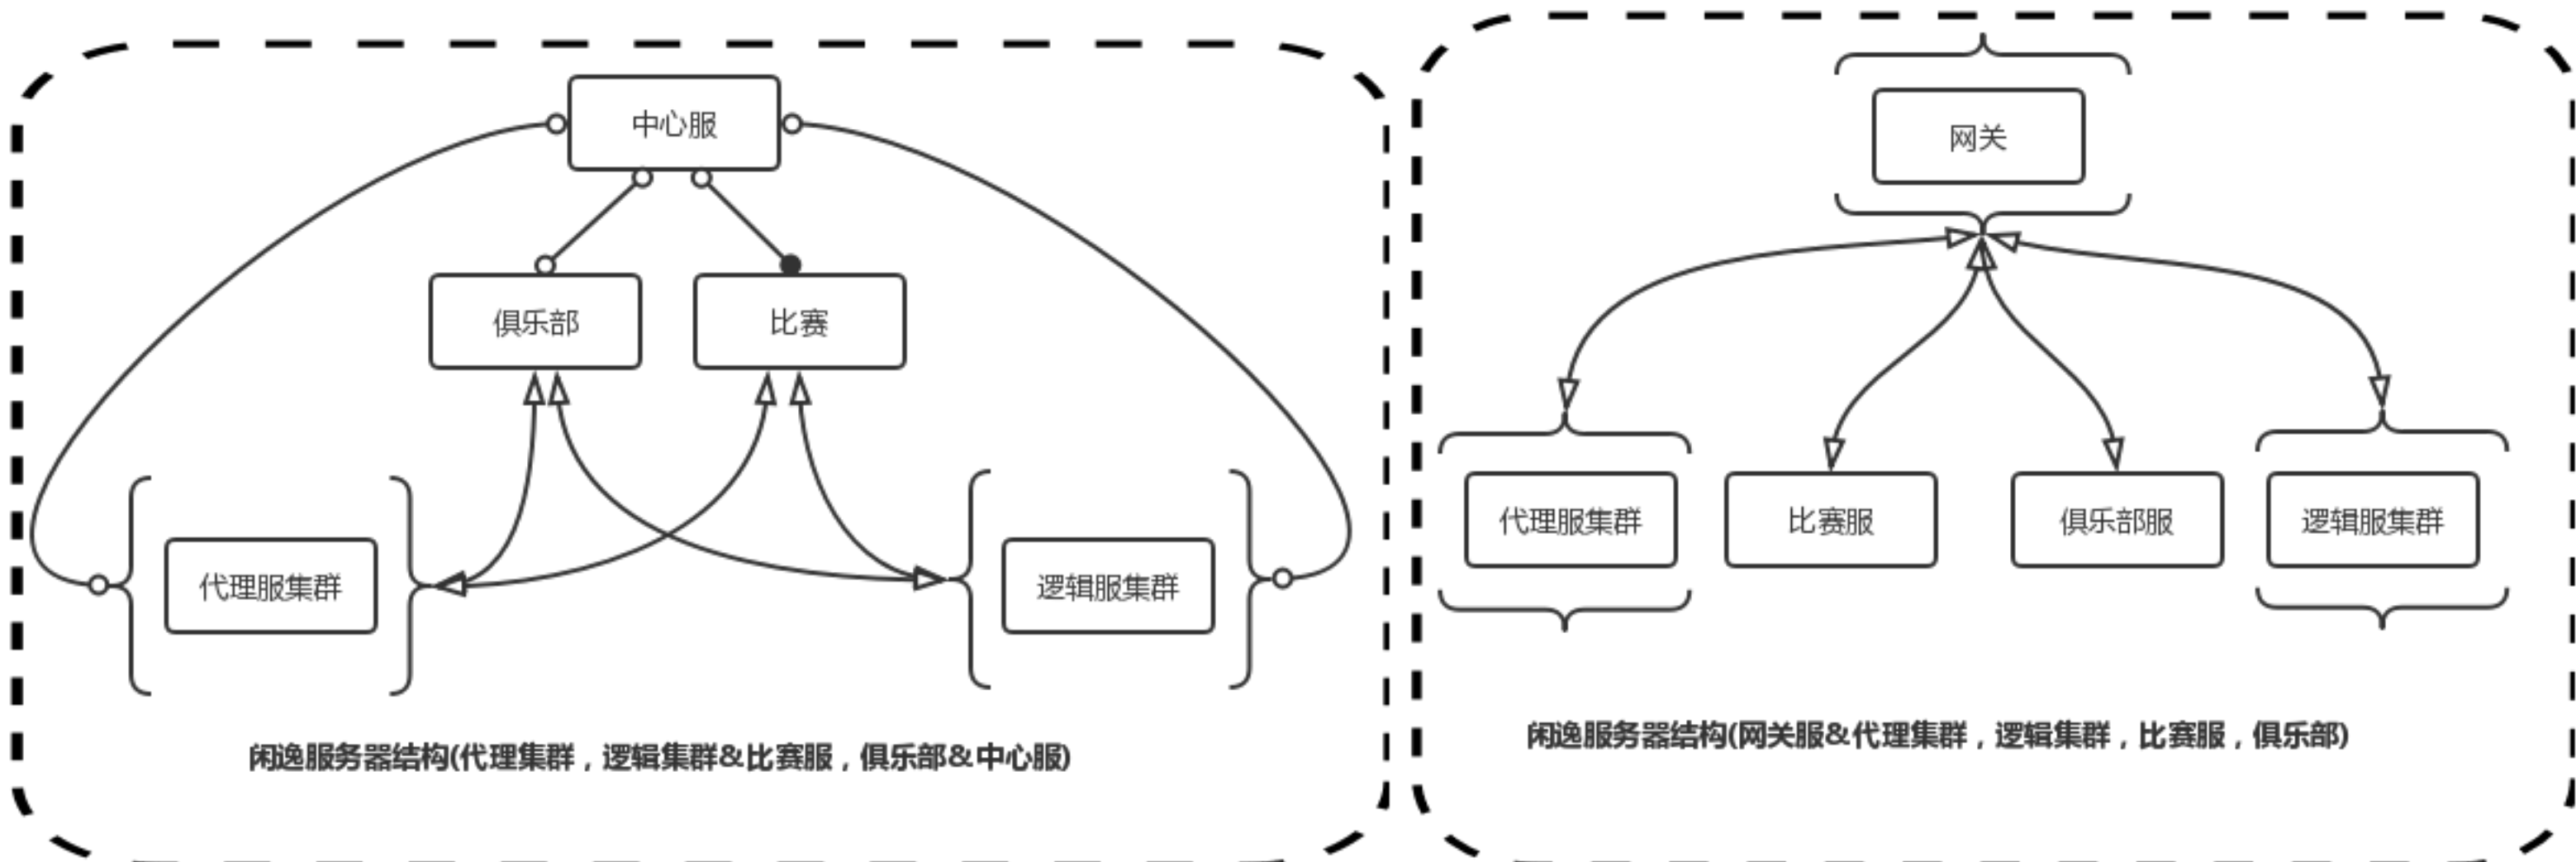 中心服
俱乐部
比赛
代理服集群
逻辑服集群
闲逸服务器结构(代理集群，逻辑集群&比赛服，俱乐部&中心服)
网关
代理服集群
比赛服
俱乐部服
逻辑服集群
闲逸服务器结构(网关服&代理集群，逻辑集群，比赛服，俱乐部)